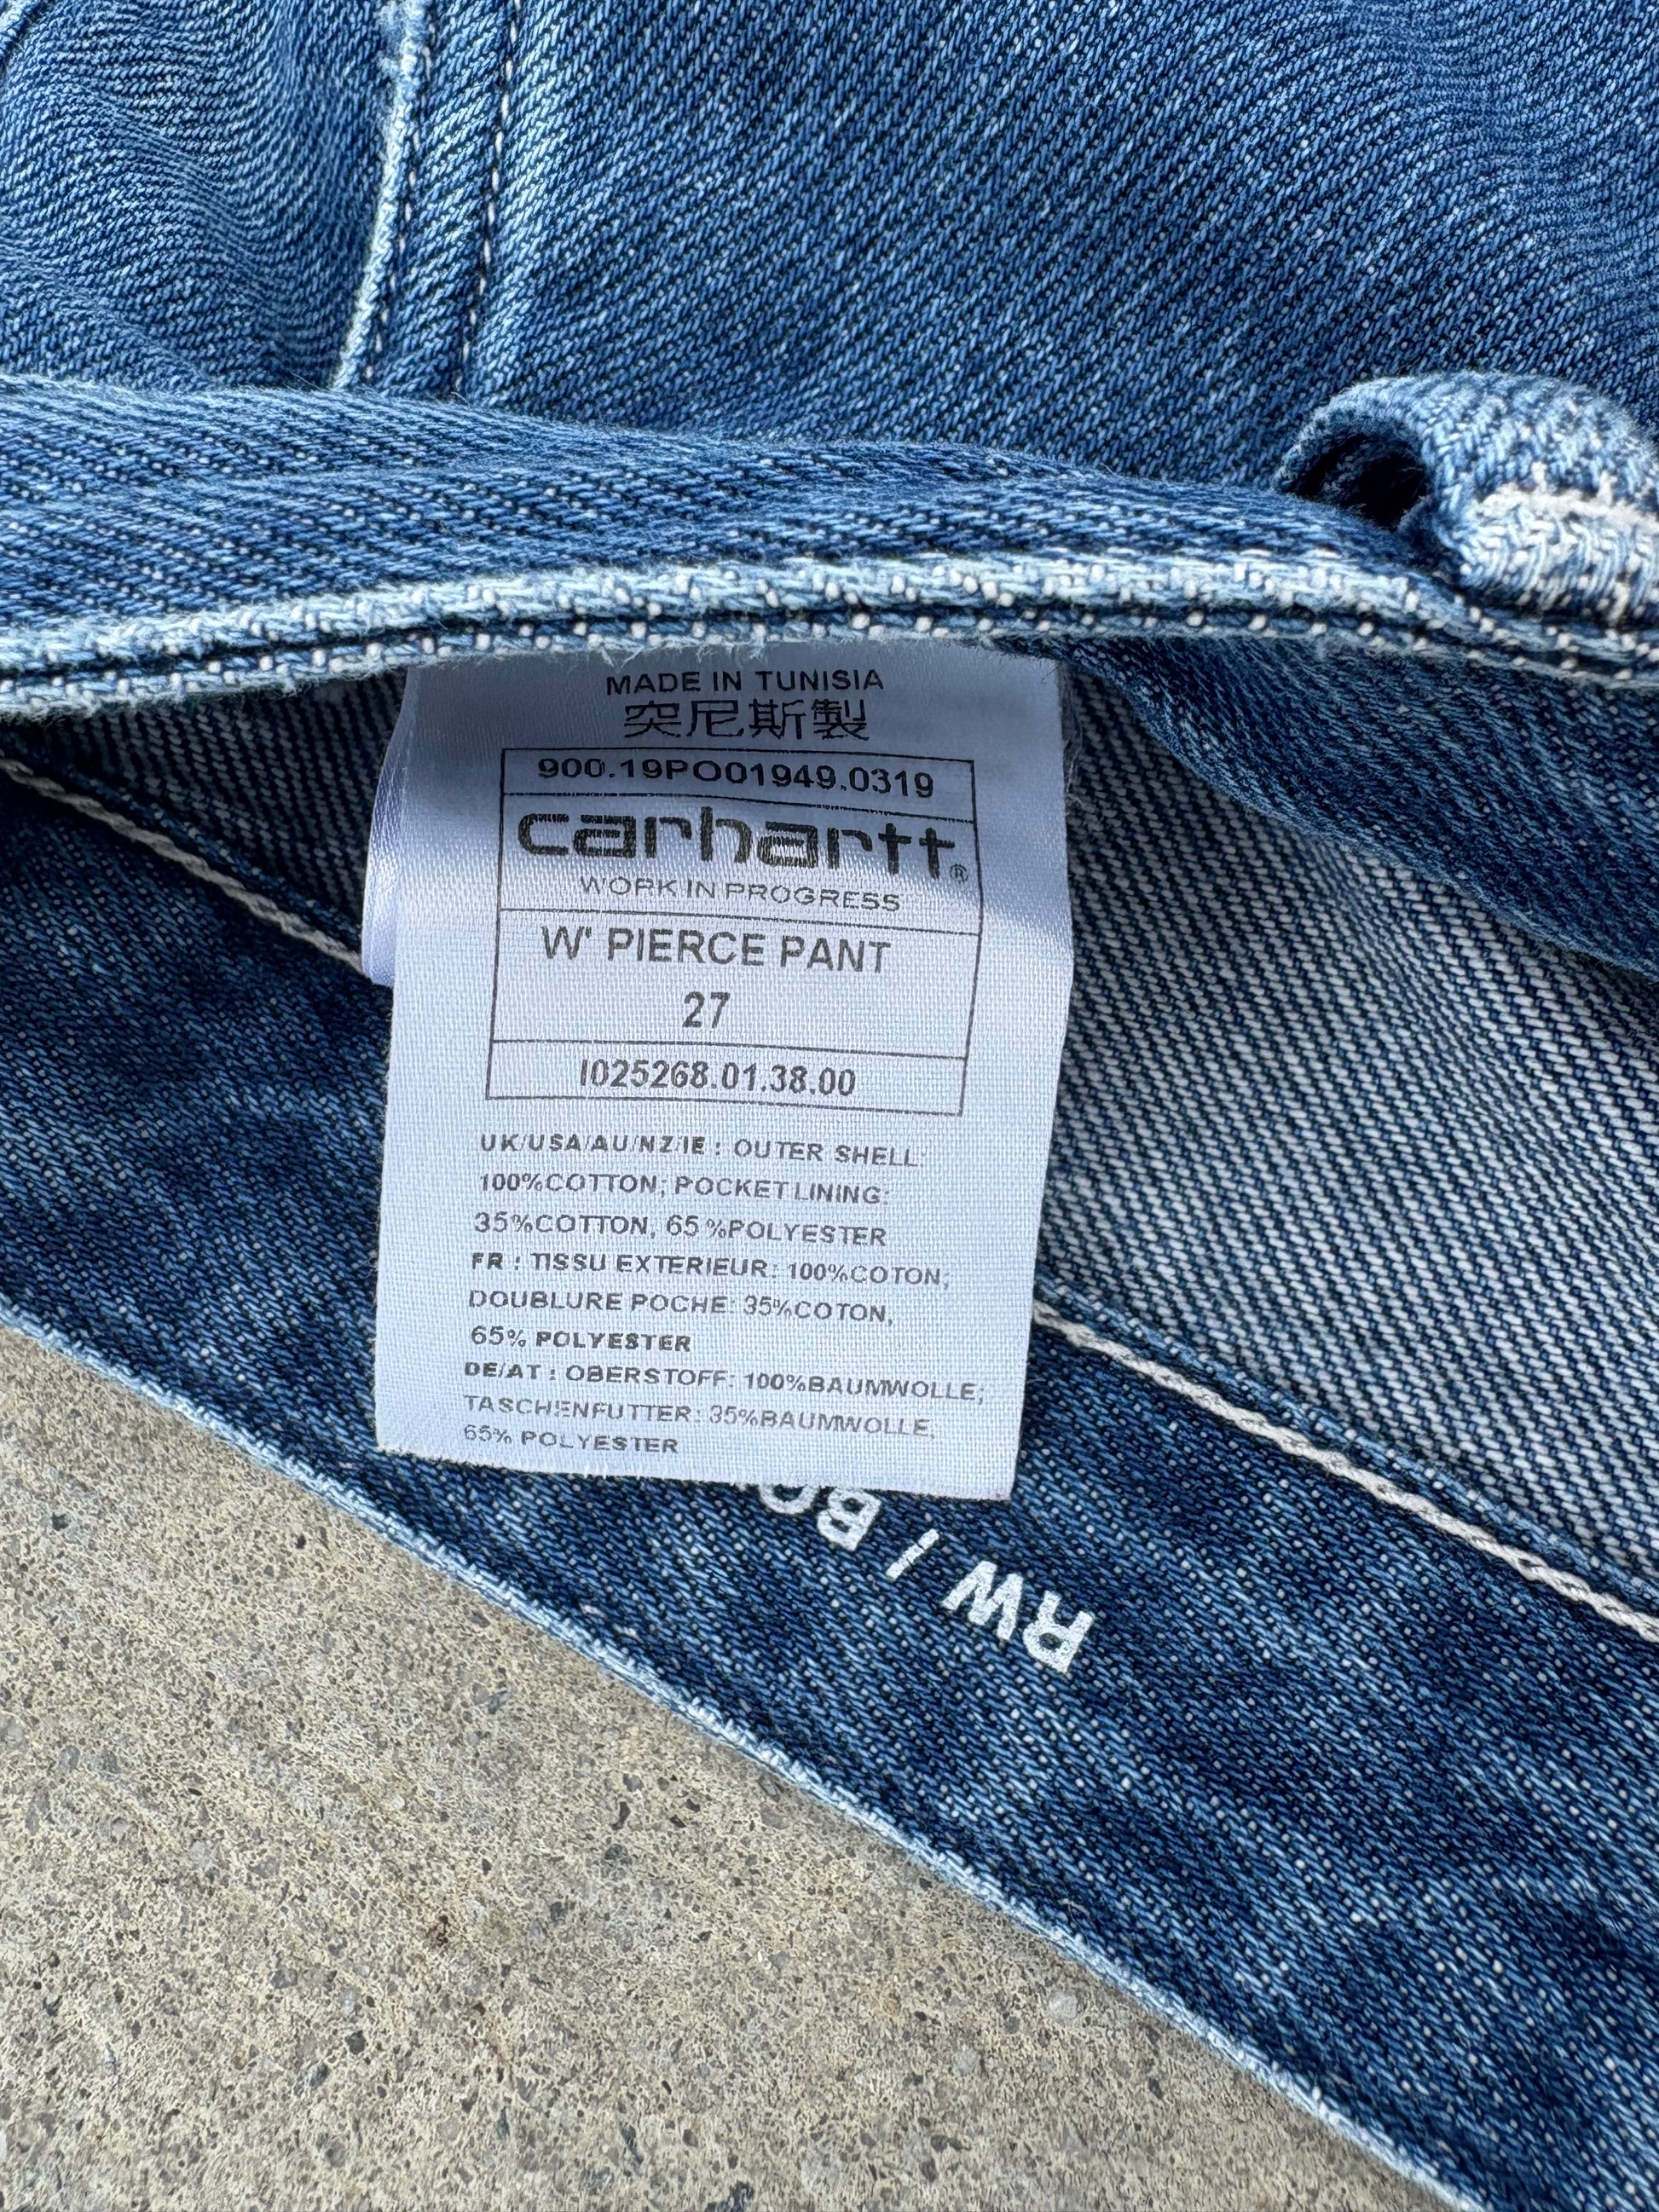 MADE IN TUNISIA
突尼斯製
900.19PO01949.0319
carhartt®
WORK IN PROGRESS
W' PIERCE PANT
27
I025268.01.38.00
UK/USA/AU/NZ/IE : OUTER SHELL:
100%COTTON; POCKET LINING:
35%COTTON, 65%POLYESTER
FR : TISSU EXTERIEUR: 100%COTON;
DOUBLURE POCHE: 35%COTON,
65% POLYESTER
DE/AT : OBERSTOFF: 100%BAUMWOLLE;
TASCHENFUTTER: 35%BAUMWOLLE,
65% POLYESTER
RW /